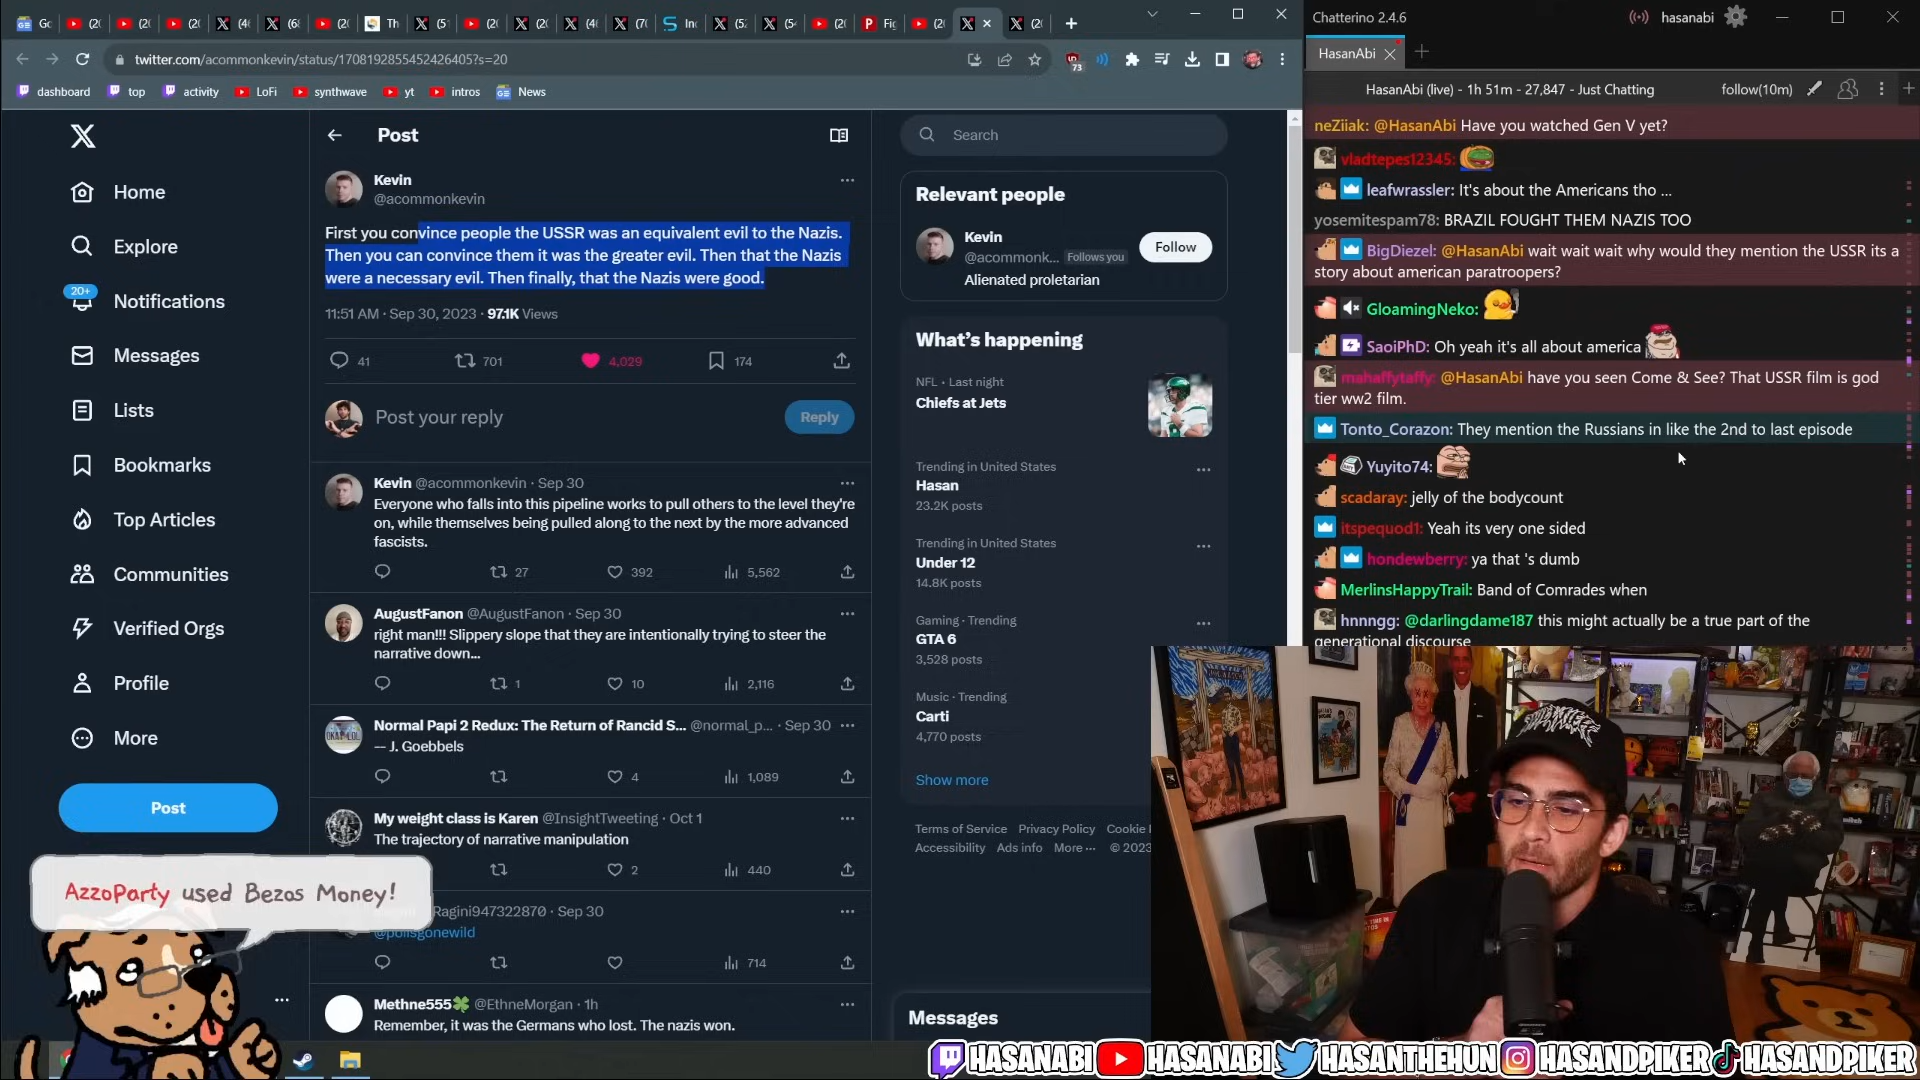 twitter.com/acommonkevin/status/1708192855452426405?s=20
73
dashboard
top
activity
LoFi
synthwave
yt
intros
News
Home
Explore
20+
Notifications
Messages
Lists
Bookmarks
Top Articles
Communities
Verified Orgs
Profile
More
Post
Post
Kevin
@acommonkevin
First you convince people the USSR was an equivalent evil to the Nazis.
Then you can convince them it was the greater evil. Then that the Nazis
were a necessary evil. Then finally, that the Nazis were good.
11:51 AM · Sep 30, 2023 · 97.1K Views
41
701
4,029
174
Post your reply
Reply
Kevin @acommonkevin · Sep 30
Everyone who falls into this pipeline works to pull others to the level they're
on, while themselves being pulled along to the next by the more advanced
fascists.
27
392
5,562
AugustFanon @AugustFanon · Sep 30
right man!!! Slippery slope that they are intentionally trying to steer the
narrative down...
1
10
2,116
Normal Papi 2 Redux: The Return of Rancid S... @normal_p... · Sep 30
-- J. Goebbels
4
1,089
My weight class is Karen @InsightTweeting · Oct 1
The trajectory of narrative manipulation
2
440
Ragini947322870 · Sep 30
@polisgonewild
714
Methne555🍀 @EthneMorgan · 1h
Remember, it was the Germans who lost. The nazis won.
AzzoParty used Bezos Money!
Search
Relevant people
Kevin
@acommonk... Follows you
Follow
Alienated proletarian
What's happening
NFL · Last night
Chiefs at Jets
Trending in United States
Hasan
23.2K posts
Trending in United States
Under 12
14.8K posts
Gaming · Trending
GTA 6
3,528 posts
Music · Trending
Carti
4,770 posts
Show more
Terms of Service Privacy Policy Cookie
Accessibility Ads info More ··· © 2023
Messages
Chatterino 2.4.6
hasanabi
HasanAbi
HasanAbi (live) - 1h 51m - 27,847 - Just Chatting
follow(10m)
neZiiak: @HasanAbi Have you watched Gen V yet?
vladtepes12345:
leafwrassler: It's about the Americans tho ...
yosemitespam78: BRAZIL FOUGHT THEM NAZIS TOO
BigDiezel: @HasanAbi wait wait wait why would they mention the USSR its a
story about american paratroopers?
GloamingNeko:
SaoiPhD: Oh yeah it's all about america
mahaffytaffy: @HasanAbi have you seen Come & See? That USSR film is god
tier ww2 film.
Tonto_Corazon: They mention the Russians in like the 2nd to last episode
Yuyito74:
scadaray: jelly of the bodycount
itspequod1: Yeah its very one sided
hondewberry: ya that 's dumb
MerlinsHappyTrail: Band of Comrades when
hnnngg: @darlingdame187 this might actually be a true part of the
generational discourse
HASANABI
HASANABI
HASANTHEHUN
HASANDPIKER
HASANDPIKER